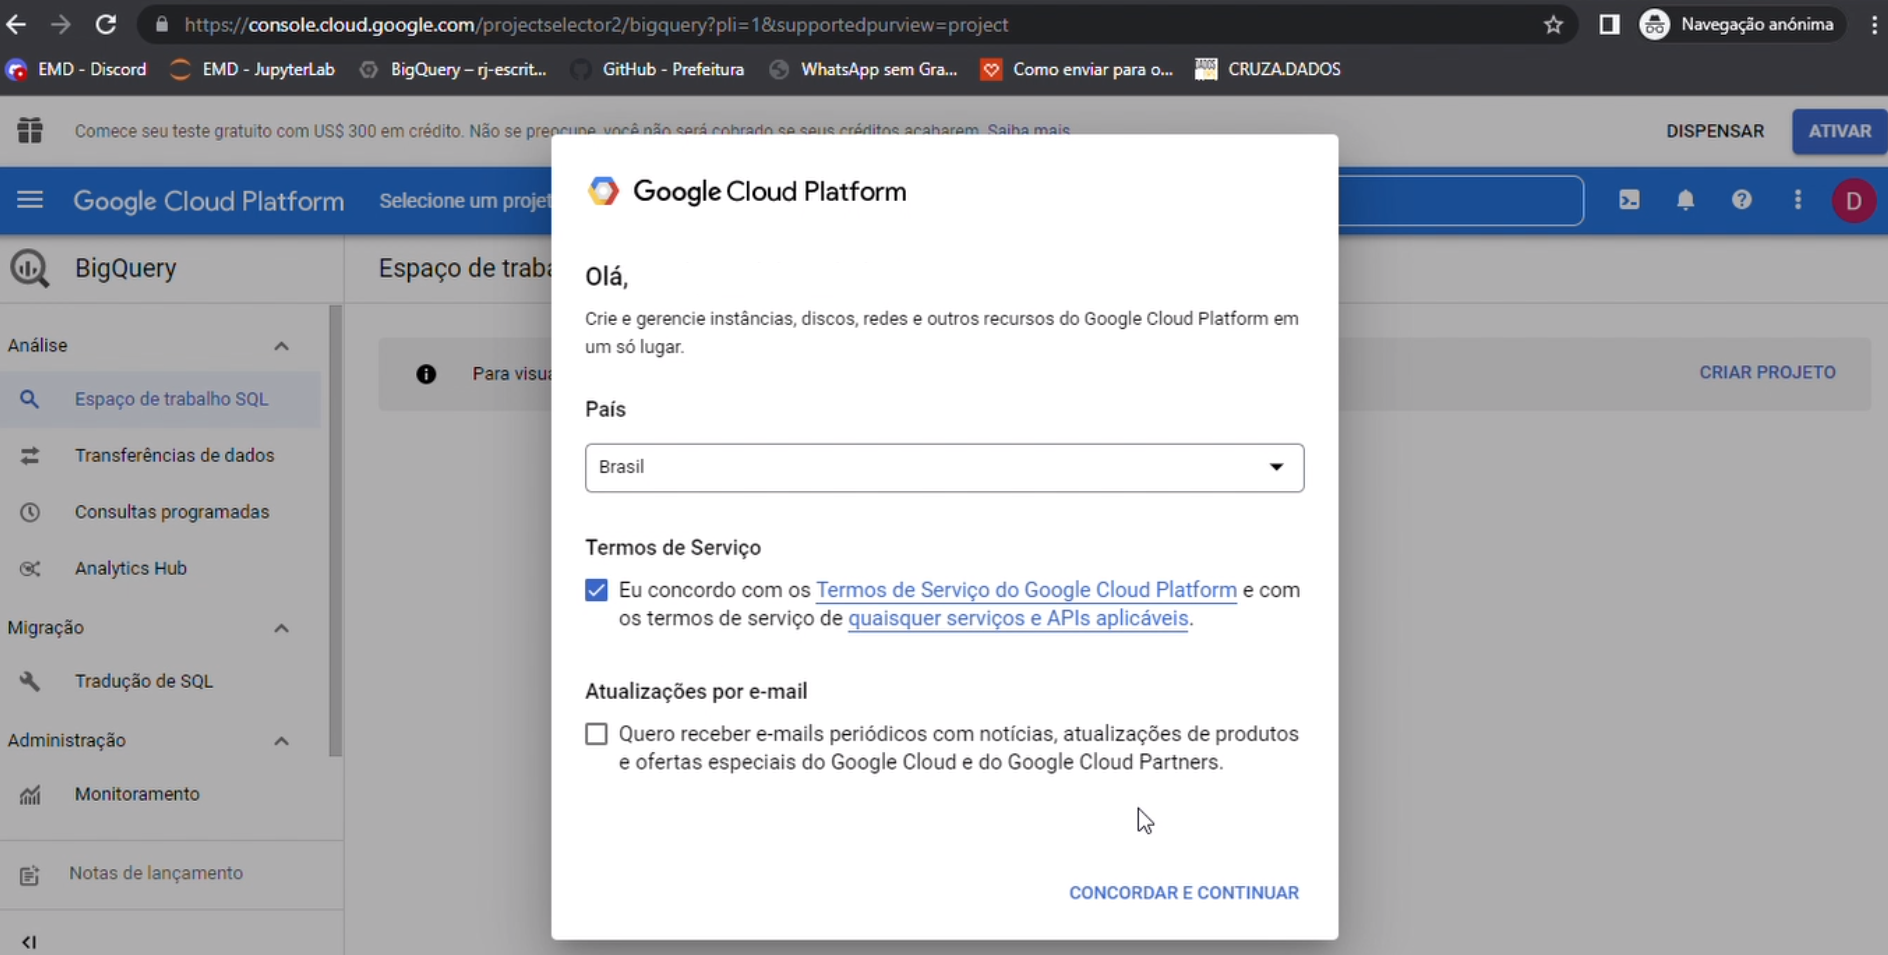 https://console.cloud.google.com/projectselector2/bigquery?pli=1&supportedpurview=project
Navegação anónima
EMD - Discord
EMD - JupyterLab
BigQuery – rj-escrit...
GitHub - Prefeitura
WhatsApp sem Gra...
Como enviar para o...
CRUZA.DADOS
Comece seu teste gratuito com US$ 300 em crédito. Não se preocupe, você não será cobrado se seus créditos acabarem. Saiba mais
DISPENSAR
ATIVAR
Google Cloud Platform
Selecione um projet
D
BigQuery
Espaço de traba
Análise
Espaço de trabalho SQL
Transferências de dados
Consultas programadas
Analytics Hub
Migração
Tradução de SQL
Administração
Monitoramento
Notas de lançamento
Para visua
CRIAR PROJETO
Google Cloud Platform
Olá,
Crie e gerencie instâncias, discos, redes e outros recursos do Google Cloud Platform em
um só lugar.
País
Brasil
Termos de Serviço
Eu concordo com os Termos de Serviço do Google Cloud Platform e com
os termos de serviço de quaisquer serviços e APIs aplicáveis.
Atualizações por e-mail
Quero receber e-mails periódicos com notícias, atualizações de produtos
e ofertas especiais do Google Cloud e do Google Cloud Partners.
CONCORDAR E CONTINUAR